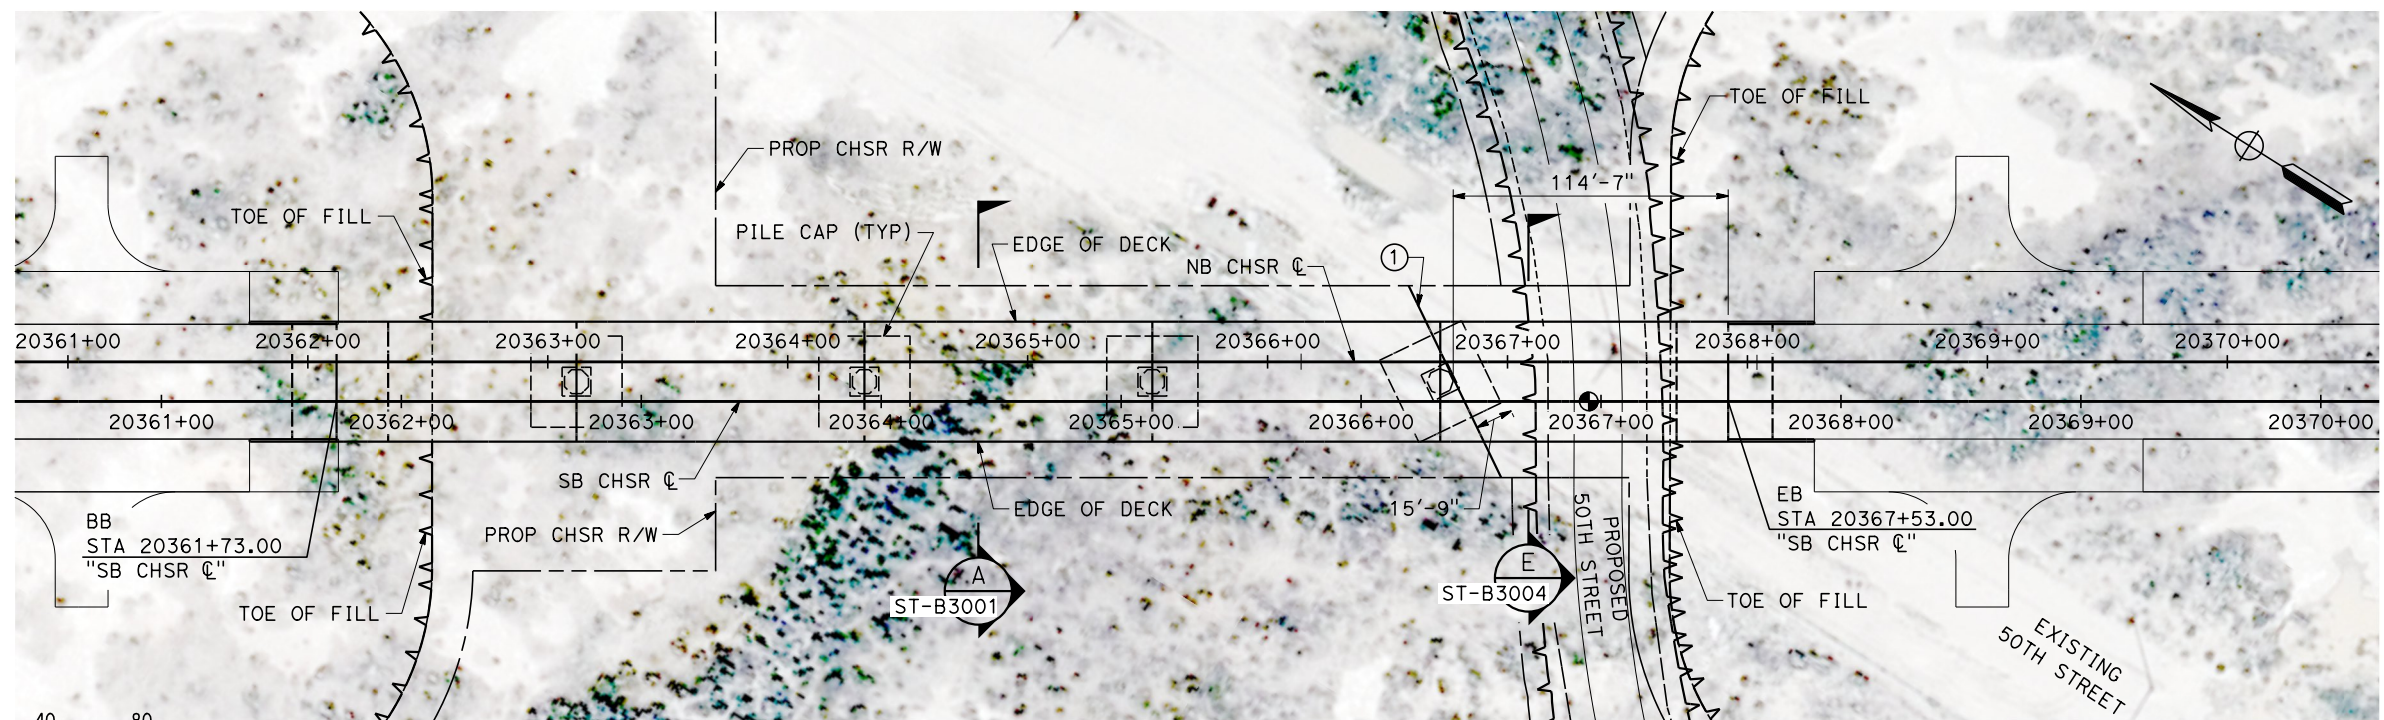 TOE OF FILL
PROP CHSR R/W
114'-7"
TOE OF FILL
PILE CAP (TYP)
EDGE OF DECK
1
NB CHSR ℄
20361+00 20362+00 20363+00 20364+00 20365+00 20366+00 20367+00 20368+00 20369+00 20370+00
20361+00 20362+00 20363+00 20364+00 20365+00 20366+00 20367+00 20368+00 20369+00 20370+00
SB CHSR ℄
EDGE OF DECK
15'-9"
BB
STA 20361+73.00
"SB CHSR ℄"
PROP CHSR R/W
EB
STA 20367+53.00
"SB CHSR ℄"
A
ST-B3001
E
ST-B3004
PROPOSED
50TH STREET
TOE OF FILL
TOE OF FILL
EXISTING
50TH STREET
40 80